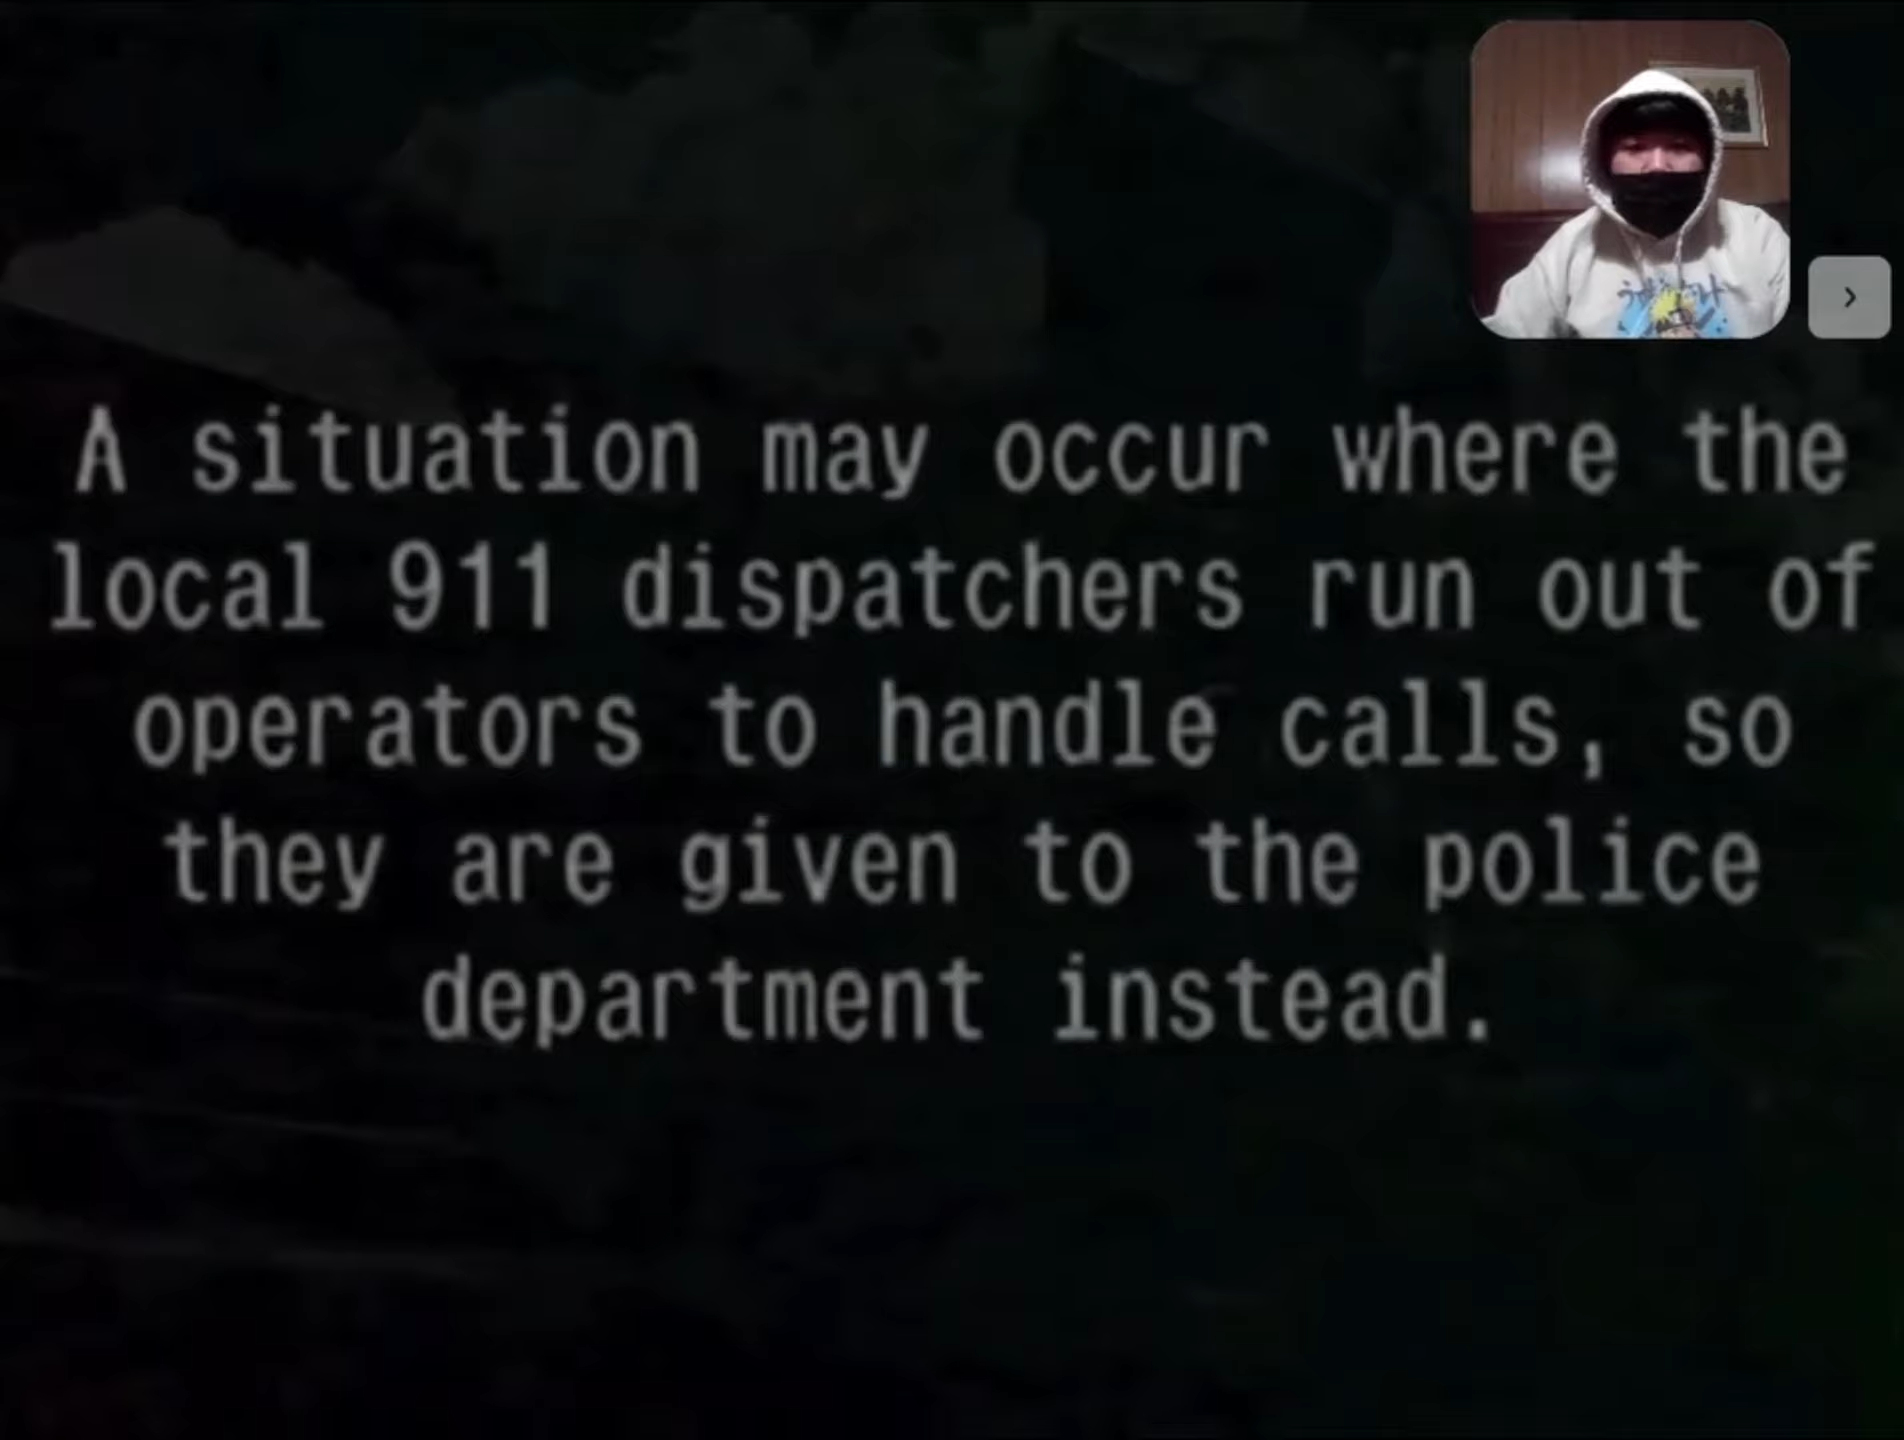 A situation may occur where the
local 911 dispatchers run out of
operators to handle calls, so
they are given to the police
department instead.